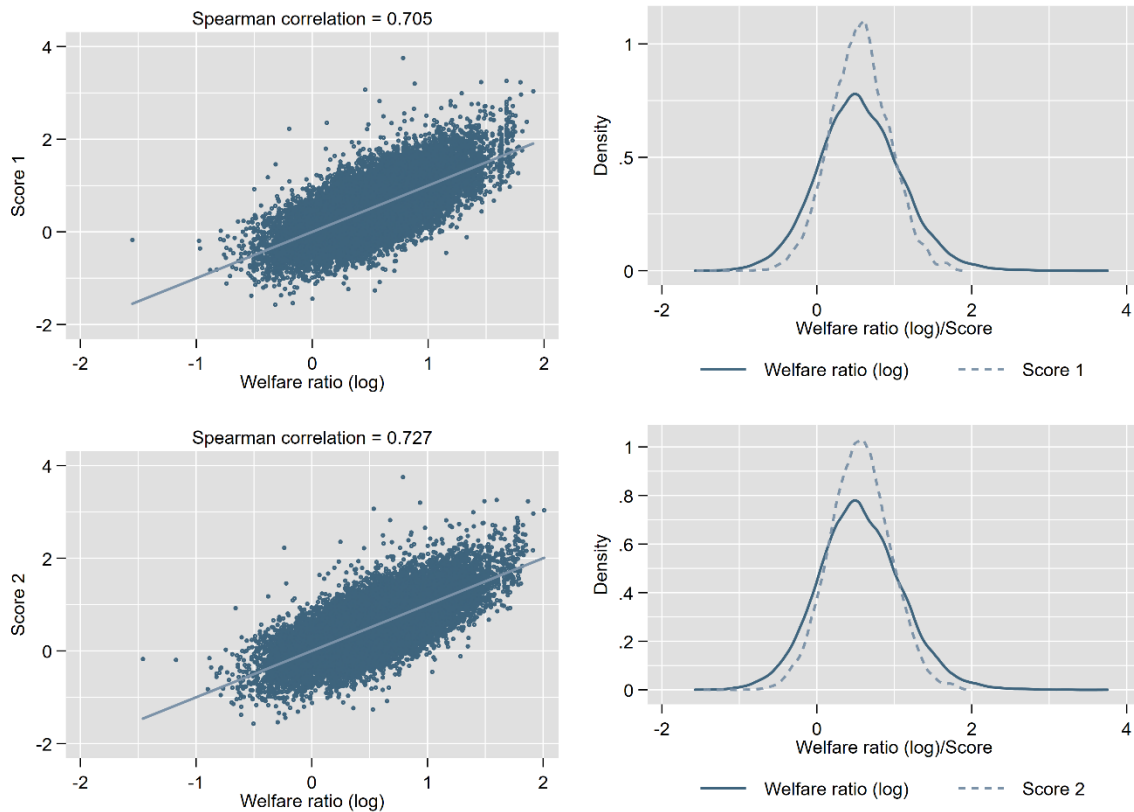 Spearman correlation = 0.705
4
2
0
-2
Score 1
-2 -1 0 1 2
Welfare ratio (log)
1
.5
0
Density
-2 0 2 4
Welfare ratio (log)/Score
Welfare ratio (log) Score 1
Spearman correlation = 0.727
4
2
0
-2
Score 2
-2 -1 0 1 2
Welfare ratio (log)
1
.8
.6
.4
.2
0
Density
-2 0 2 4
Welfare ratio (log)/Score
Welfare ratio (log) Score 2